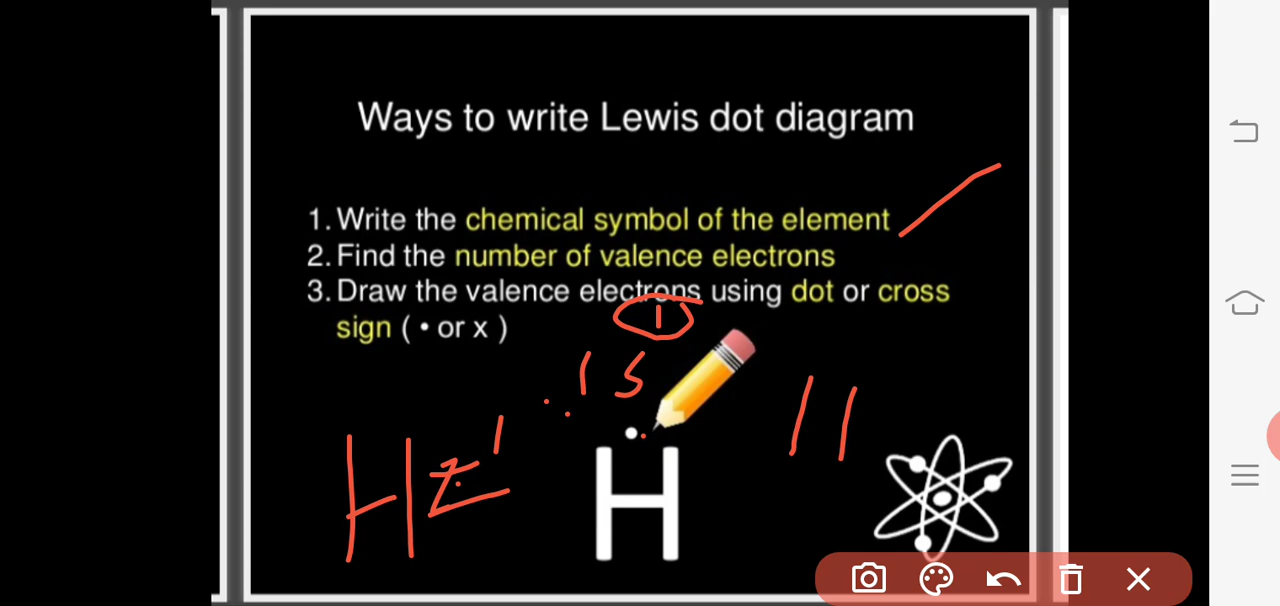 Ways to write Lewis dot diagram
1. Write the chemical symbol of the element
2. Find the number of valence electrons
3. Draw the valence electrons using dot or cross
sign ( • or x )
1
1s
1
H
H